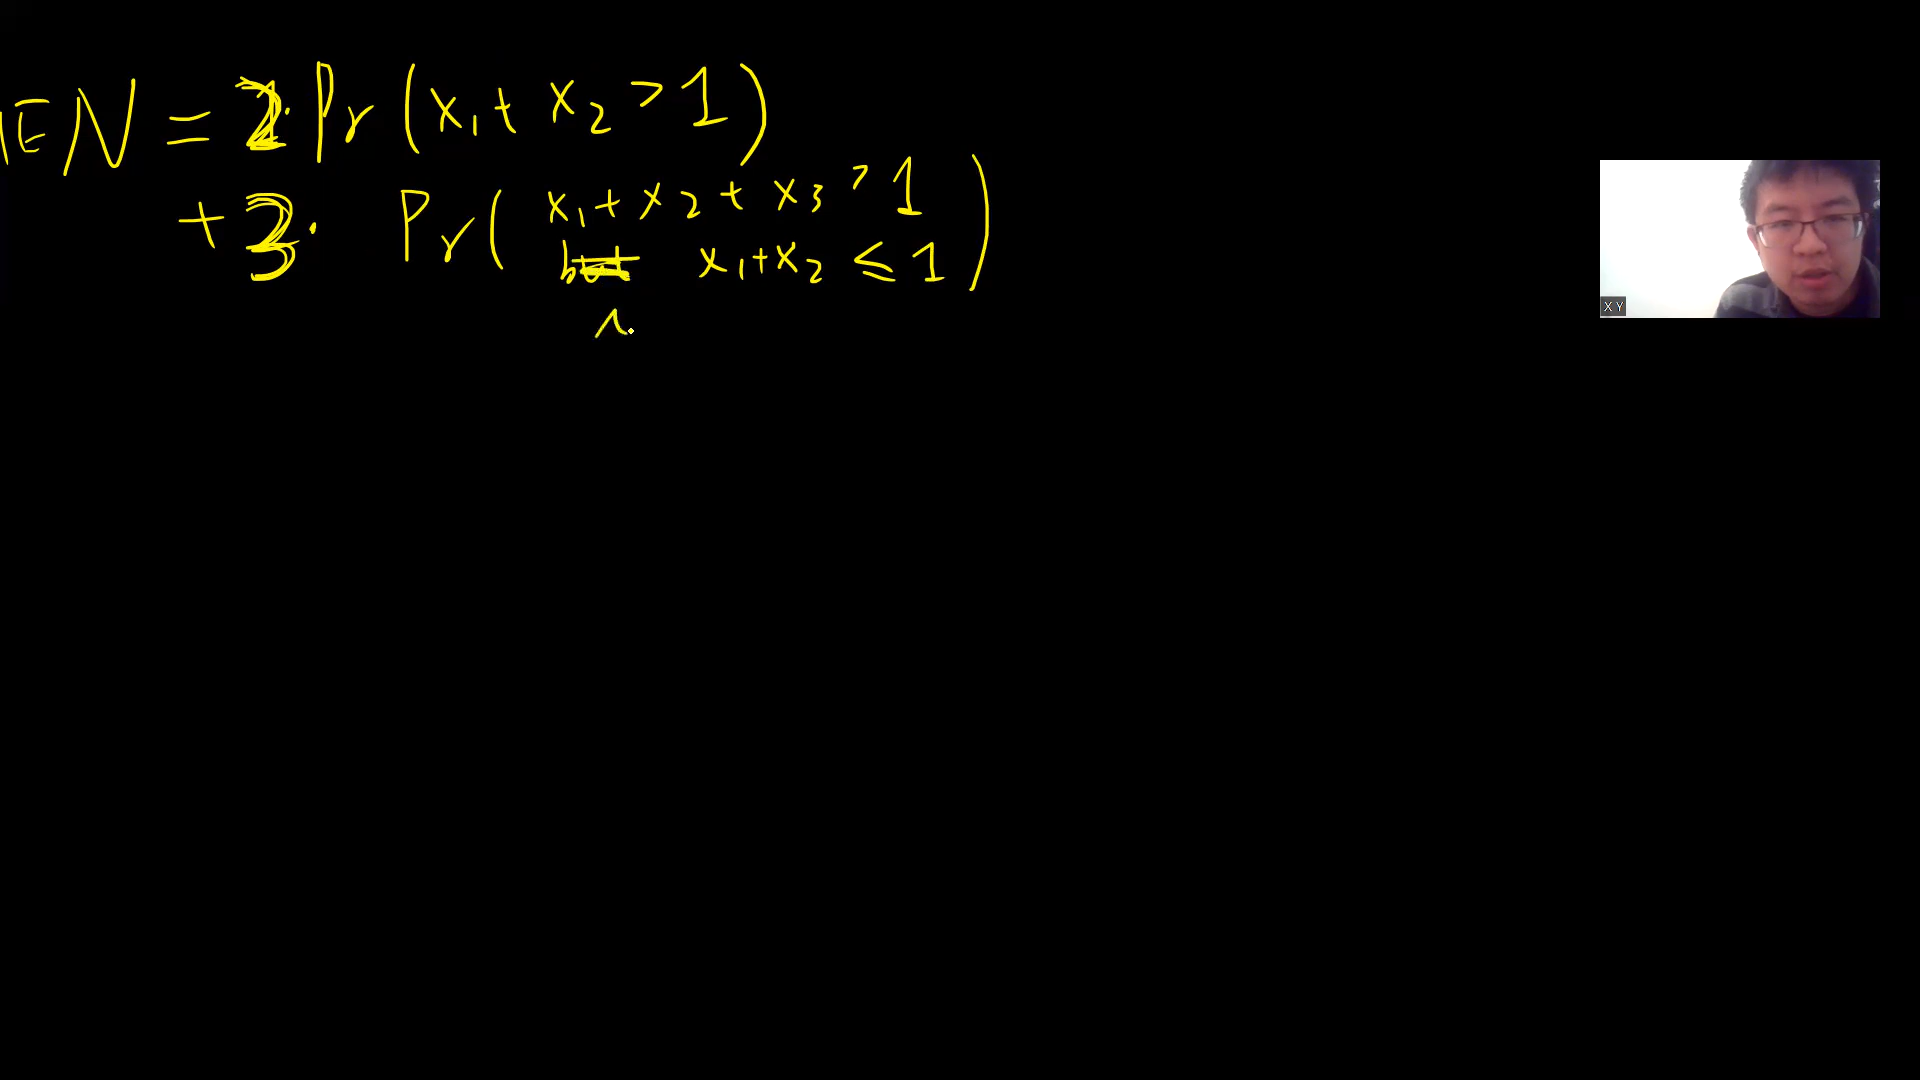 𝔼N = 2·Pr(x₁+x₂>1)
+3· Pr(x₁+x₂+x₃>1
x₁+x₂≤1)
∧
X Y